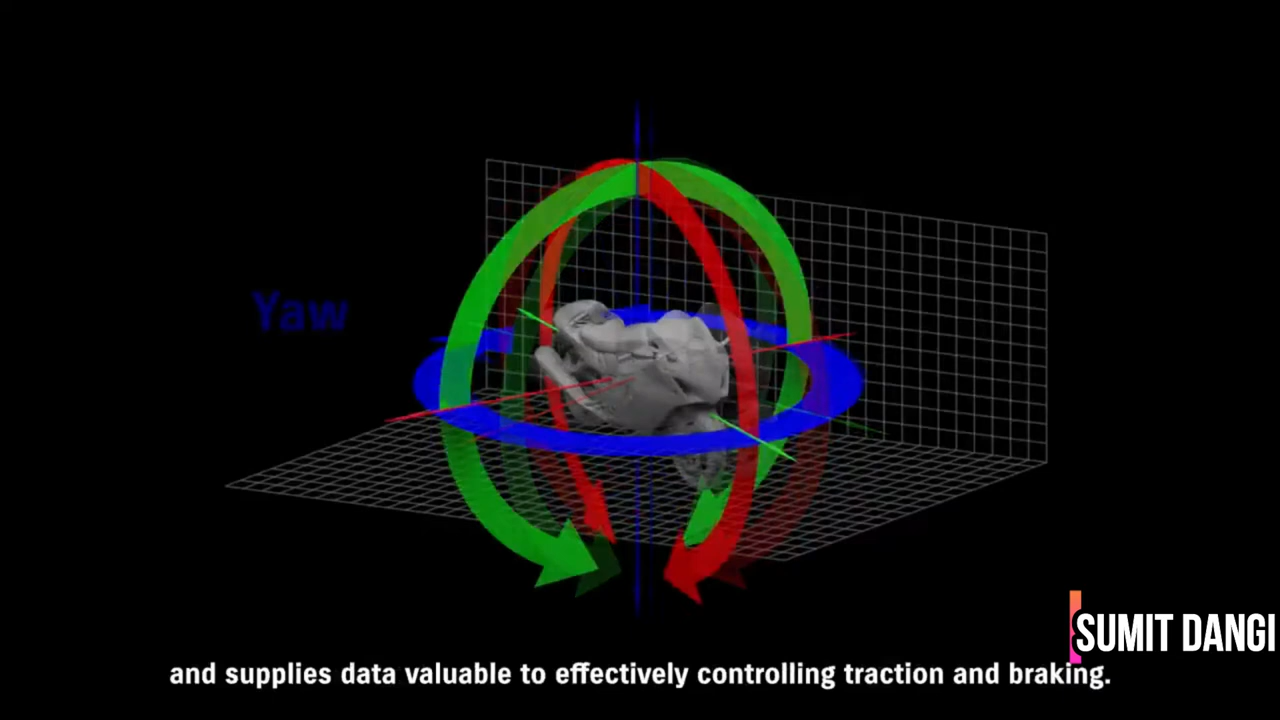 Yaw
SUMIT DANGI
and supplies data valuable to effectively controlling traction and braking.